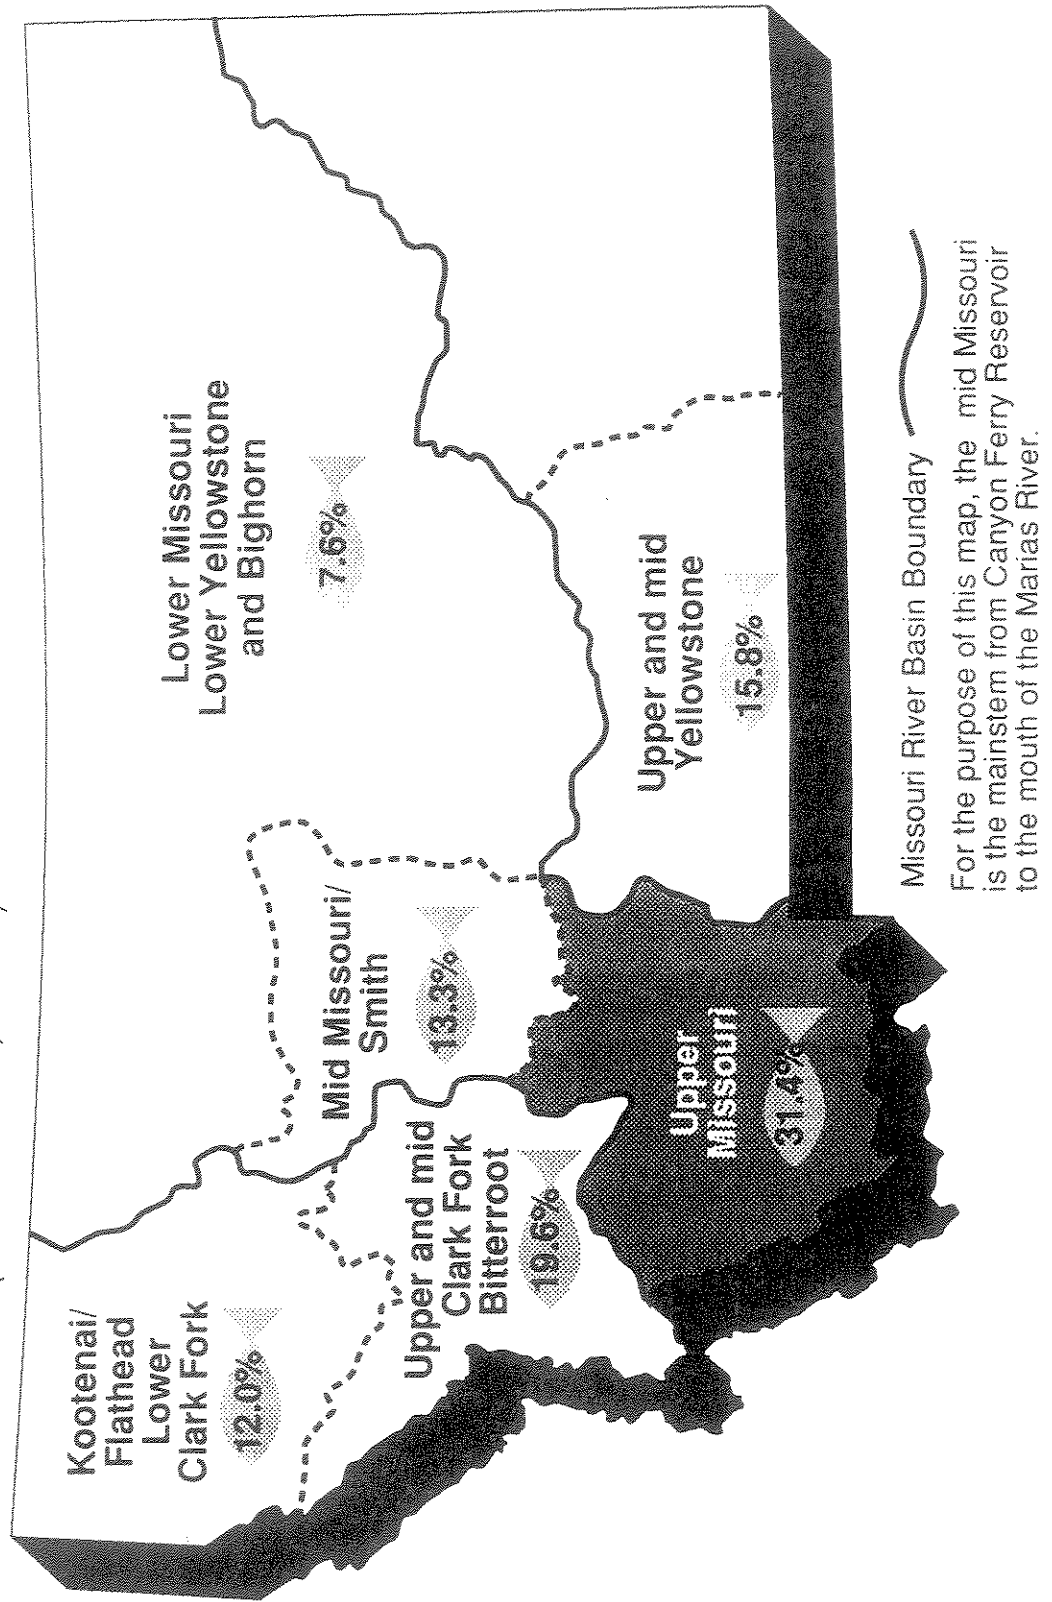 Kootenai/
Flathead
Lower
Clark Fork
12.0%
Upper and mid
Clark Fork
Bitterroot
19.6%
Mid Missouri/
Smith
13.3%
Lower Missouri
Lower Yellowstone
and Bighorn
7.6%
Upper and mid
Yellowstone
15.8%
Upper
Missouri
31.4%
Missouri River Basin Boundary
For the purpose of this map, the mid Missouri
is the mainstem from Canyon Ferry Reservoir
to the mouth of the Marias River.